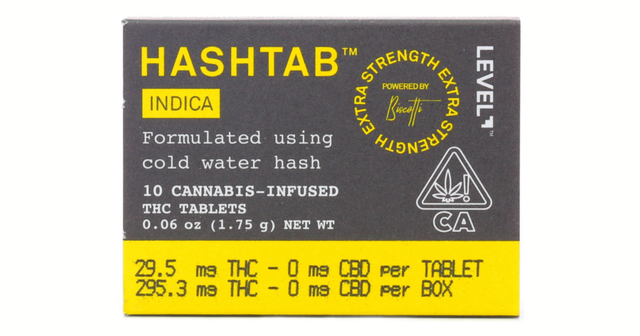 HASHTAB™
INDICA
Formulated using
cold water hash
10 CANNABIS-INFUSED
THC TABLETS
0.06 oz (1.75 g) NET WT
EXTRA STRENGTH EXTRA STRENGTH
POWERED BY
Biscotti
LEVEL™
!
CA
29.5 mg THC - 0 mg CBD per TABLET
295.3 mg THC - 0 mg CBD per BOX